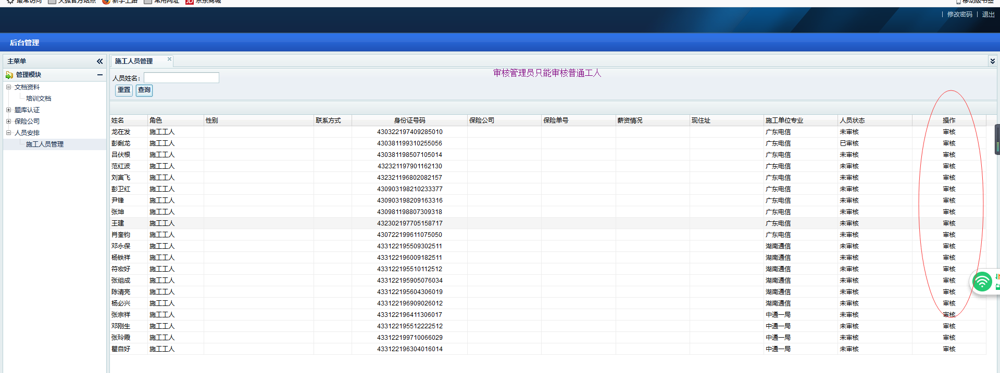 最常访问 火狐官方站点 新手上路 常用网址 JD 京东商城 移动版书签
| 修改密码 | 退出
后台管理
主菜单
管理模块
文档资料
培训文档
题库认证
保险公司
人员安排
施工人员管理
施工人员管理
审核管理员只能审核普通工人
人员姓名：
重置 查询
姓名 角色 性别 联系方式 身份证号码 保险公司 保险单号 薪资情况 现住址 施工单位专业 人员状态 操作
龙在发 施工工人 430322197409285010 广东电信 未审核 审核
彭剩龙 施工工人 430381199310255056 广东电信 已审核 审核
吕伏根 施工工人 430381198507105014 广东电信 未审核 审核
范红波 施工工人 432321197901162130 广东电信 未审核 审核
刘寅飞 施工工人 432321196802082157 广东电信 未审核 审核
彭卫红 施工工人 430903198210233377 广东电信 未审核 审核
尹锋 施工工人 430903198209163316 广东电信 未审核 审核
张坤 施工工人 430981198807309318 广东电信 未审核 审核
王建 施工工人 432302197705158717 广东电信 未审核 审核
肖奎钧 施工工人 430722199611075050 广东电信 未审核 审核
邓永保 施工工人 433122195509302511 湖南通信 未审核 审核
杨铁祥 施工工人 433122196009182511 湖南通信 未审核 审核
符宏好 施工工人 433122195510112512 湖南通信 未审核 审核
张组成 施工工人 433122195905076034 湖南通信 未审核 审核
陈清亮 施工工人 433122195604306019 湖南通信 未审核 审核
杨必兴 施工工人 433122196909026012 湖南通信 未审核 审核
张宗祥 施工工人 433122196411306017 中通一局 未审核 审核
邓刚生 施工工人 433122195512222512 中通一局 未审核 审核
张玲霞 施工工人 433122199710066029 中通一局 未审核 审核
瞿自好 施工工人 433122196304016014 中通一局 未审核 审核